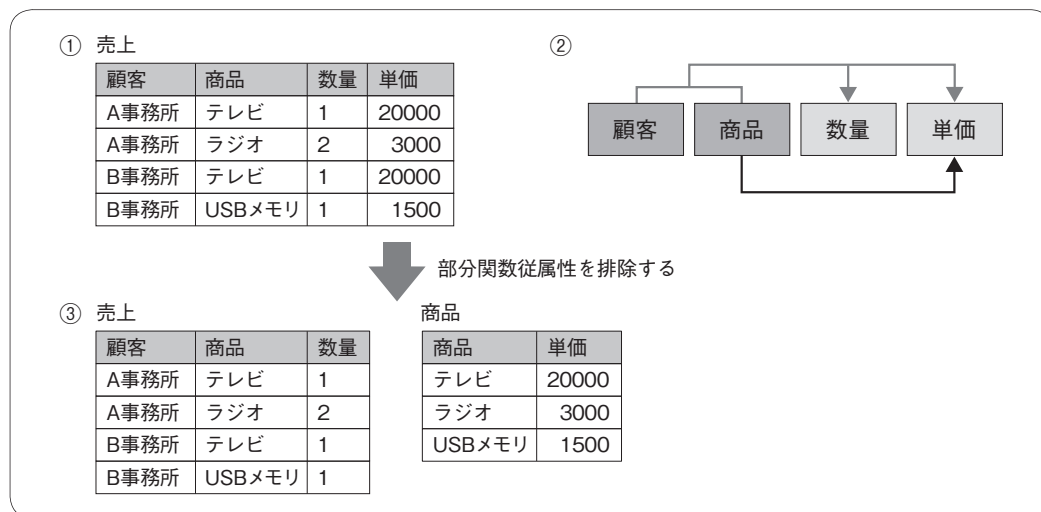 ① 売上
顧客 商品 数量 単価
A事務所 テレビ 1 20000
A事務所 ラジオ 2 3000
B事務所 テレビ 1 20000
B事務所 USBメモリ 1 1500
②
顧客 商品 数量 単価
部分関数従属性を排除する
③ 売上
顧客 商品 数量
A事務所 テレビ 1
A事務所 ラジオ 2
B事務所 テレビ 1
B事務所 USBメモリ 1
商品
商品 単価
テレビ 20000
ラジオ 3000
USBメモリ 1500